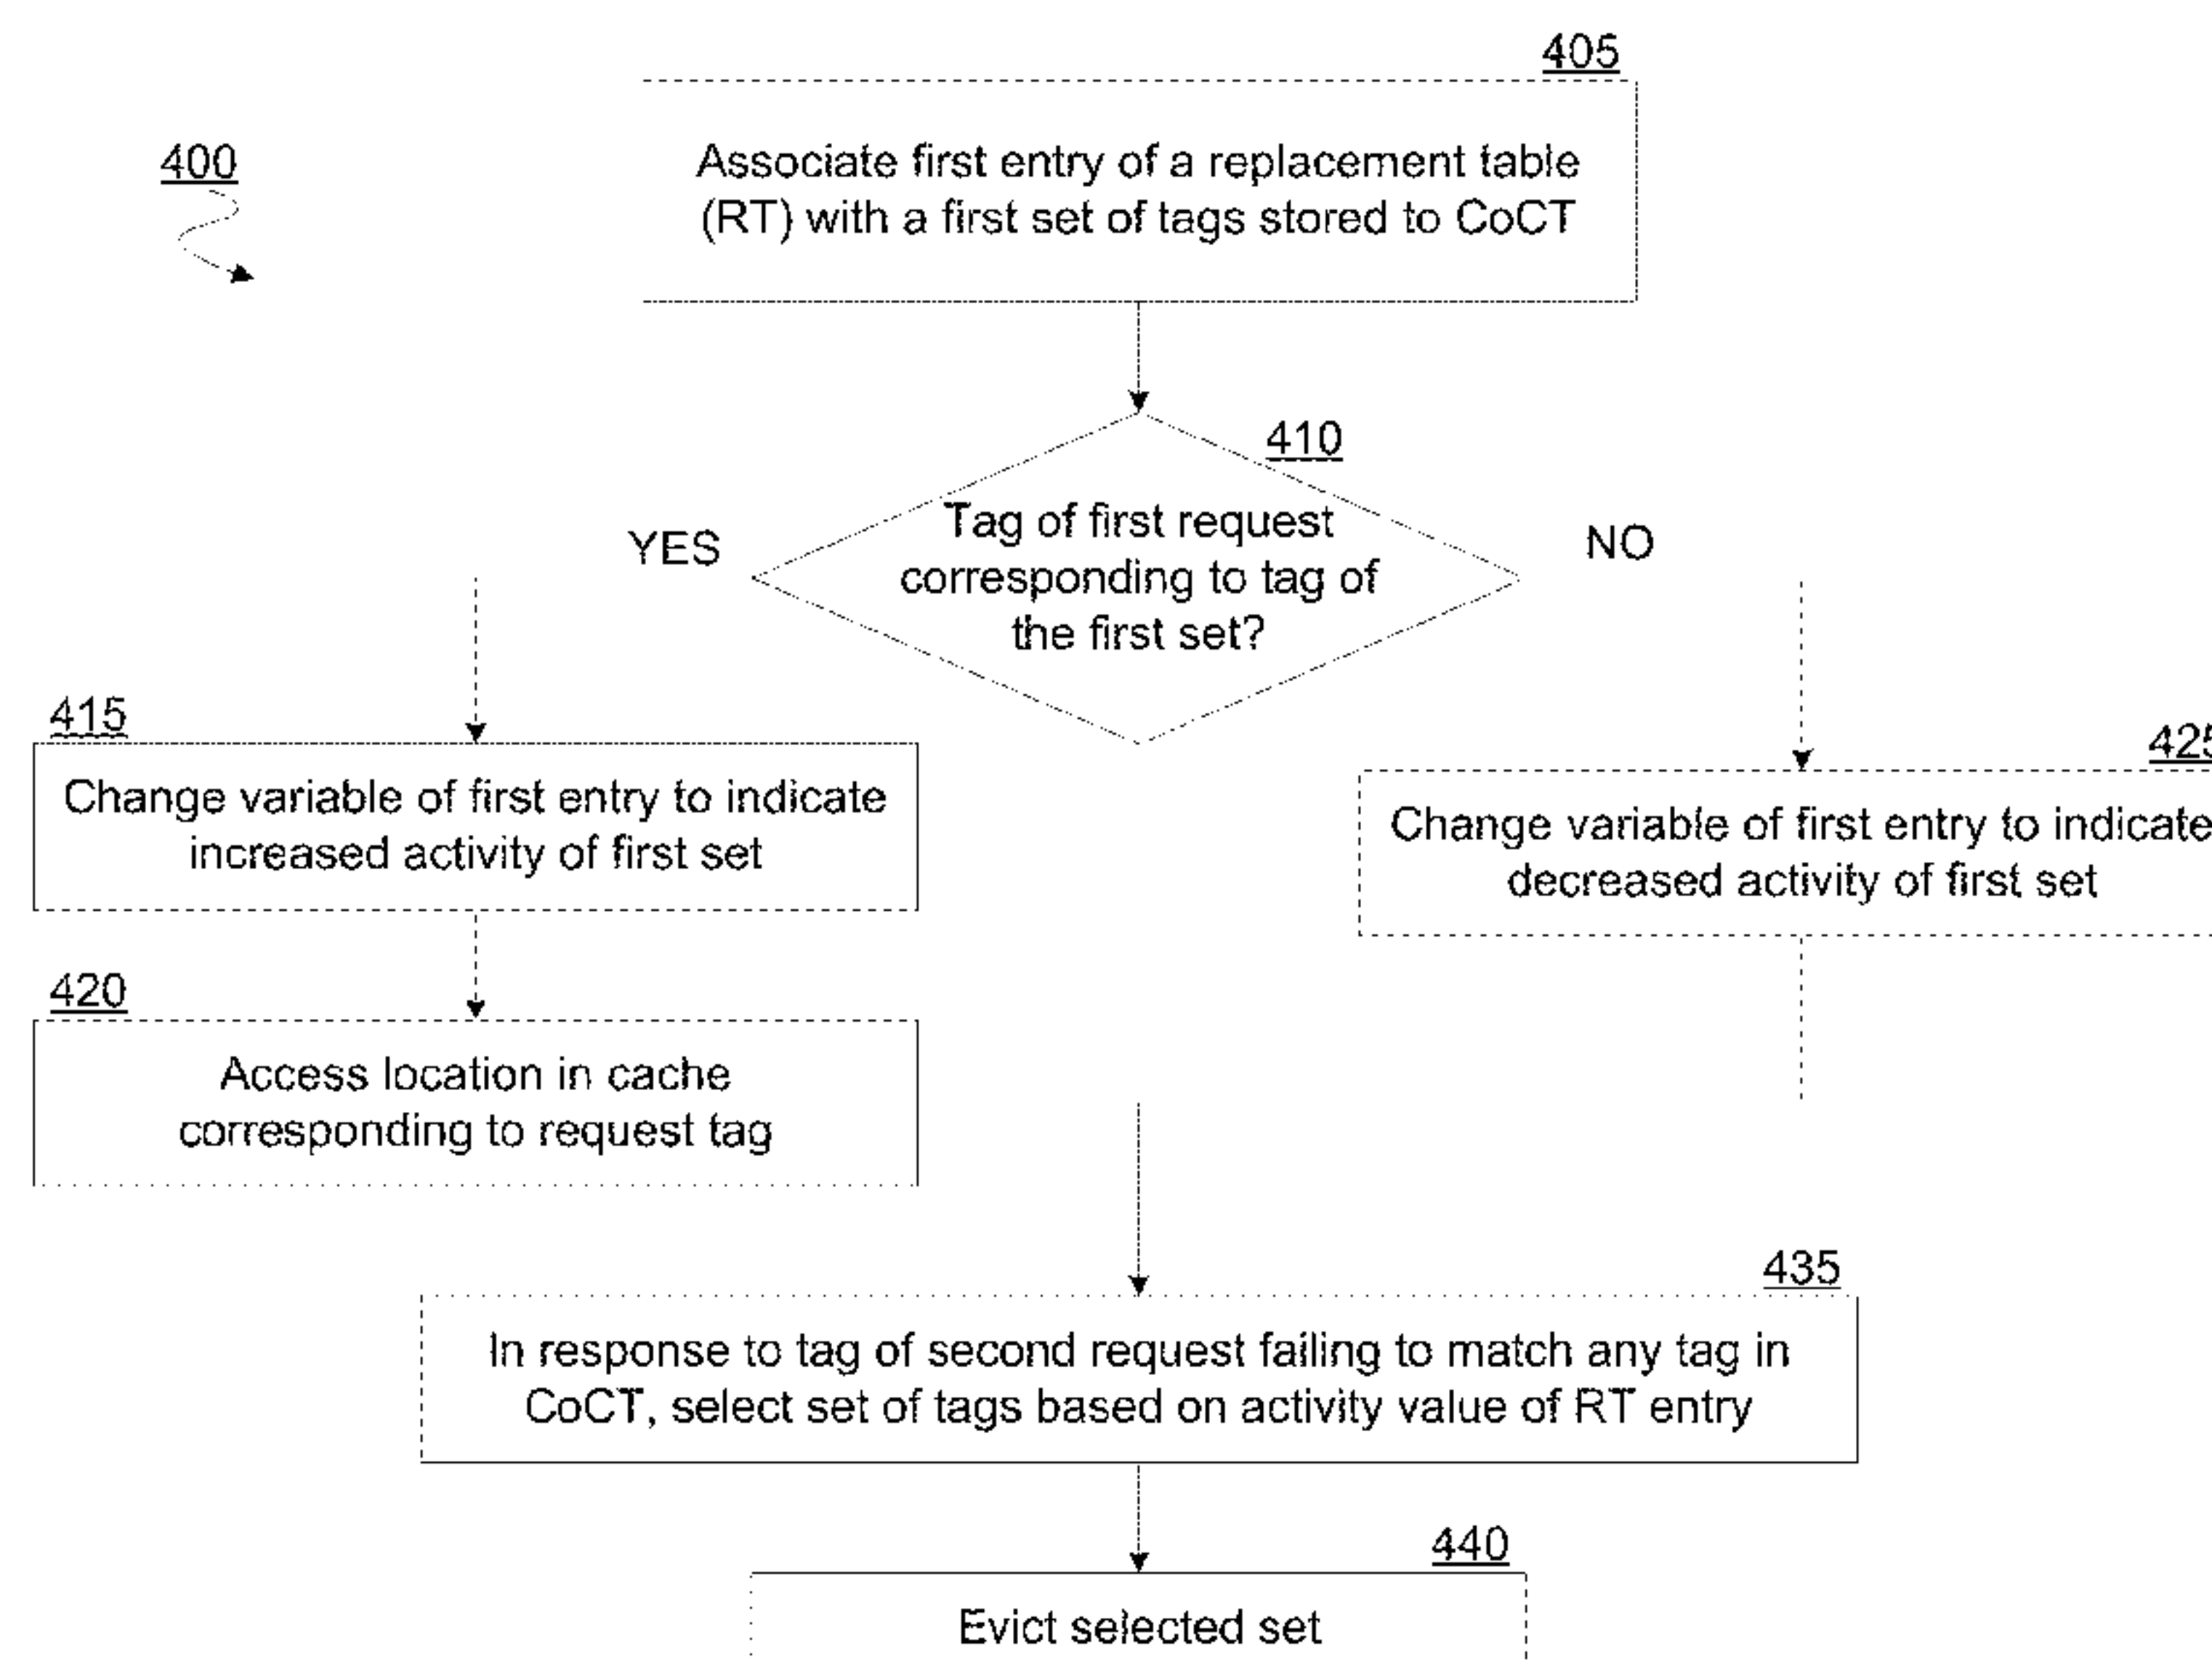 405
400
Associate first entry of a replacement table
(RT) with a first set of tags stored to CoCT
410
Tag of first request
corresponding to tag of
the first set?
YES
NO
415
Change variable of first entry to indicate
increased activity of first set
425
Change variable of first entry to indicate
decreased activity of first set
420
Access location in cache
corresponding to request tag
435
In response to tag of second request failing to match any tag in
CoCT, select set of tags based on activity value of RT entry
440
Evict selected set